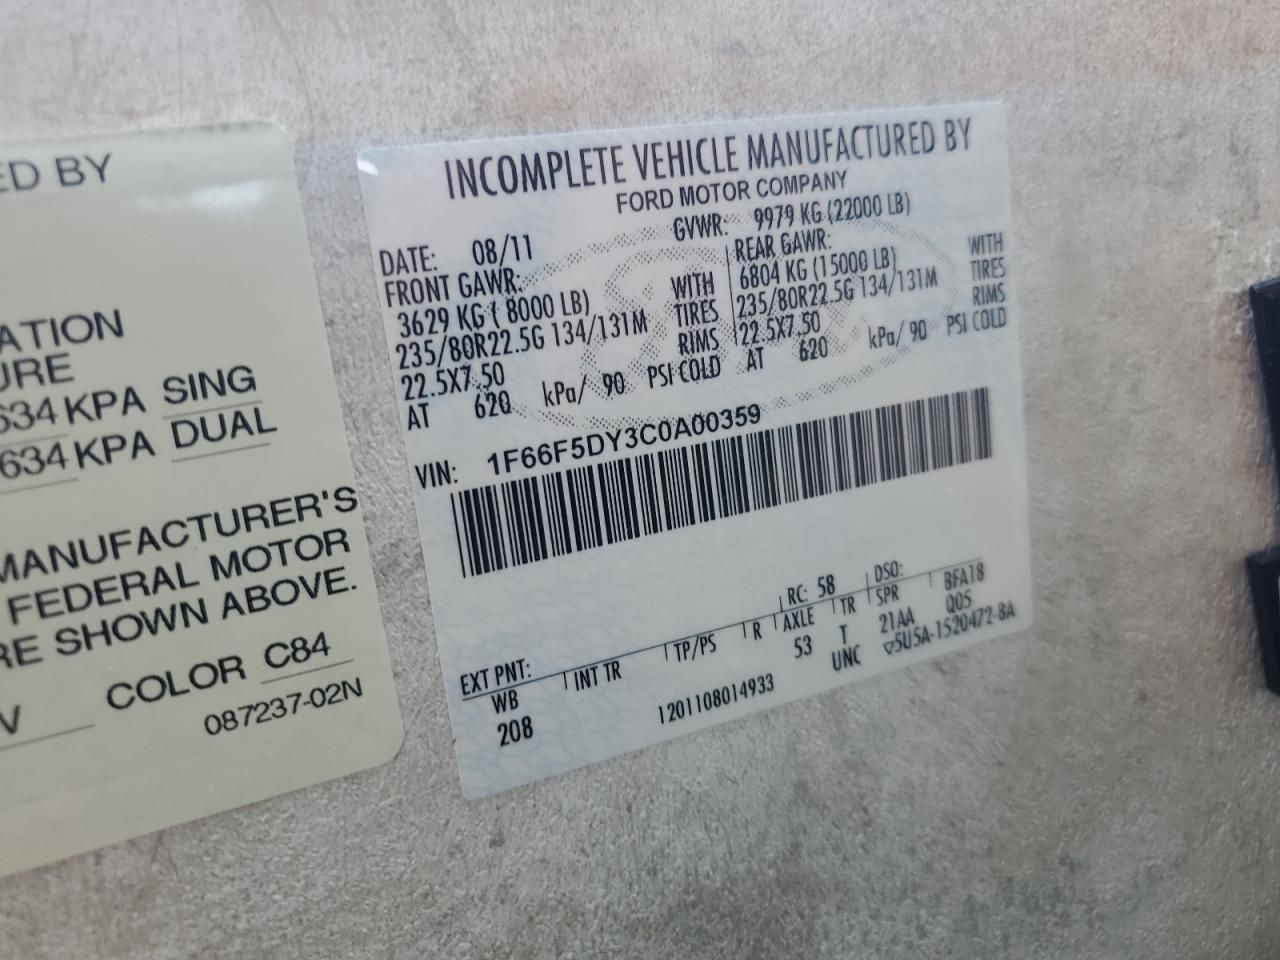 ED BY
ATION
URE
634 KPA SING
634 KPA DUAL
MANUFACTURER'S
FEDERAL MOTOR
RE SHOWN ABOVE.
V COLOR C84
087237-02N
INCOMPLETE VEHICLE MANUFACTURED BY
FORD MOTOR COMPANY
GVWR: 9979 KG (22000 LB)
DATE: 08/11
FRONT GAWR:
3629 KG ( 8000 LB) WITH
235/80R22.5G 134/131M TIRES
22.5X7.50 RIMS
AT 620 kPa/ 90 PSI COLD
REAR GAWR: WITH
6804 KG (15000 LB) TIRES
235/80R22.5G 134/131M RIMS
22.5X7.50
AT 620 kPa/ 90 PSI COLD
VIN: 1F66F5DY3C0A00359
EXT PNT: RC: 58 DSO:
WB INT TR TP/PS R AXLE TR SPR BFA18
208 53 T 21AA Q05
1201108014933 UNC ▽5U5A-1520472-BA